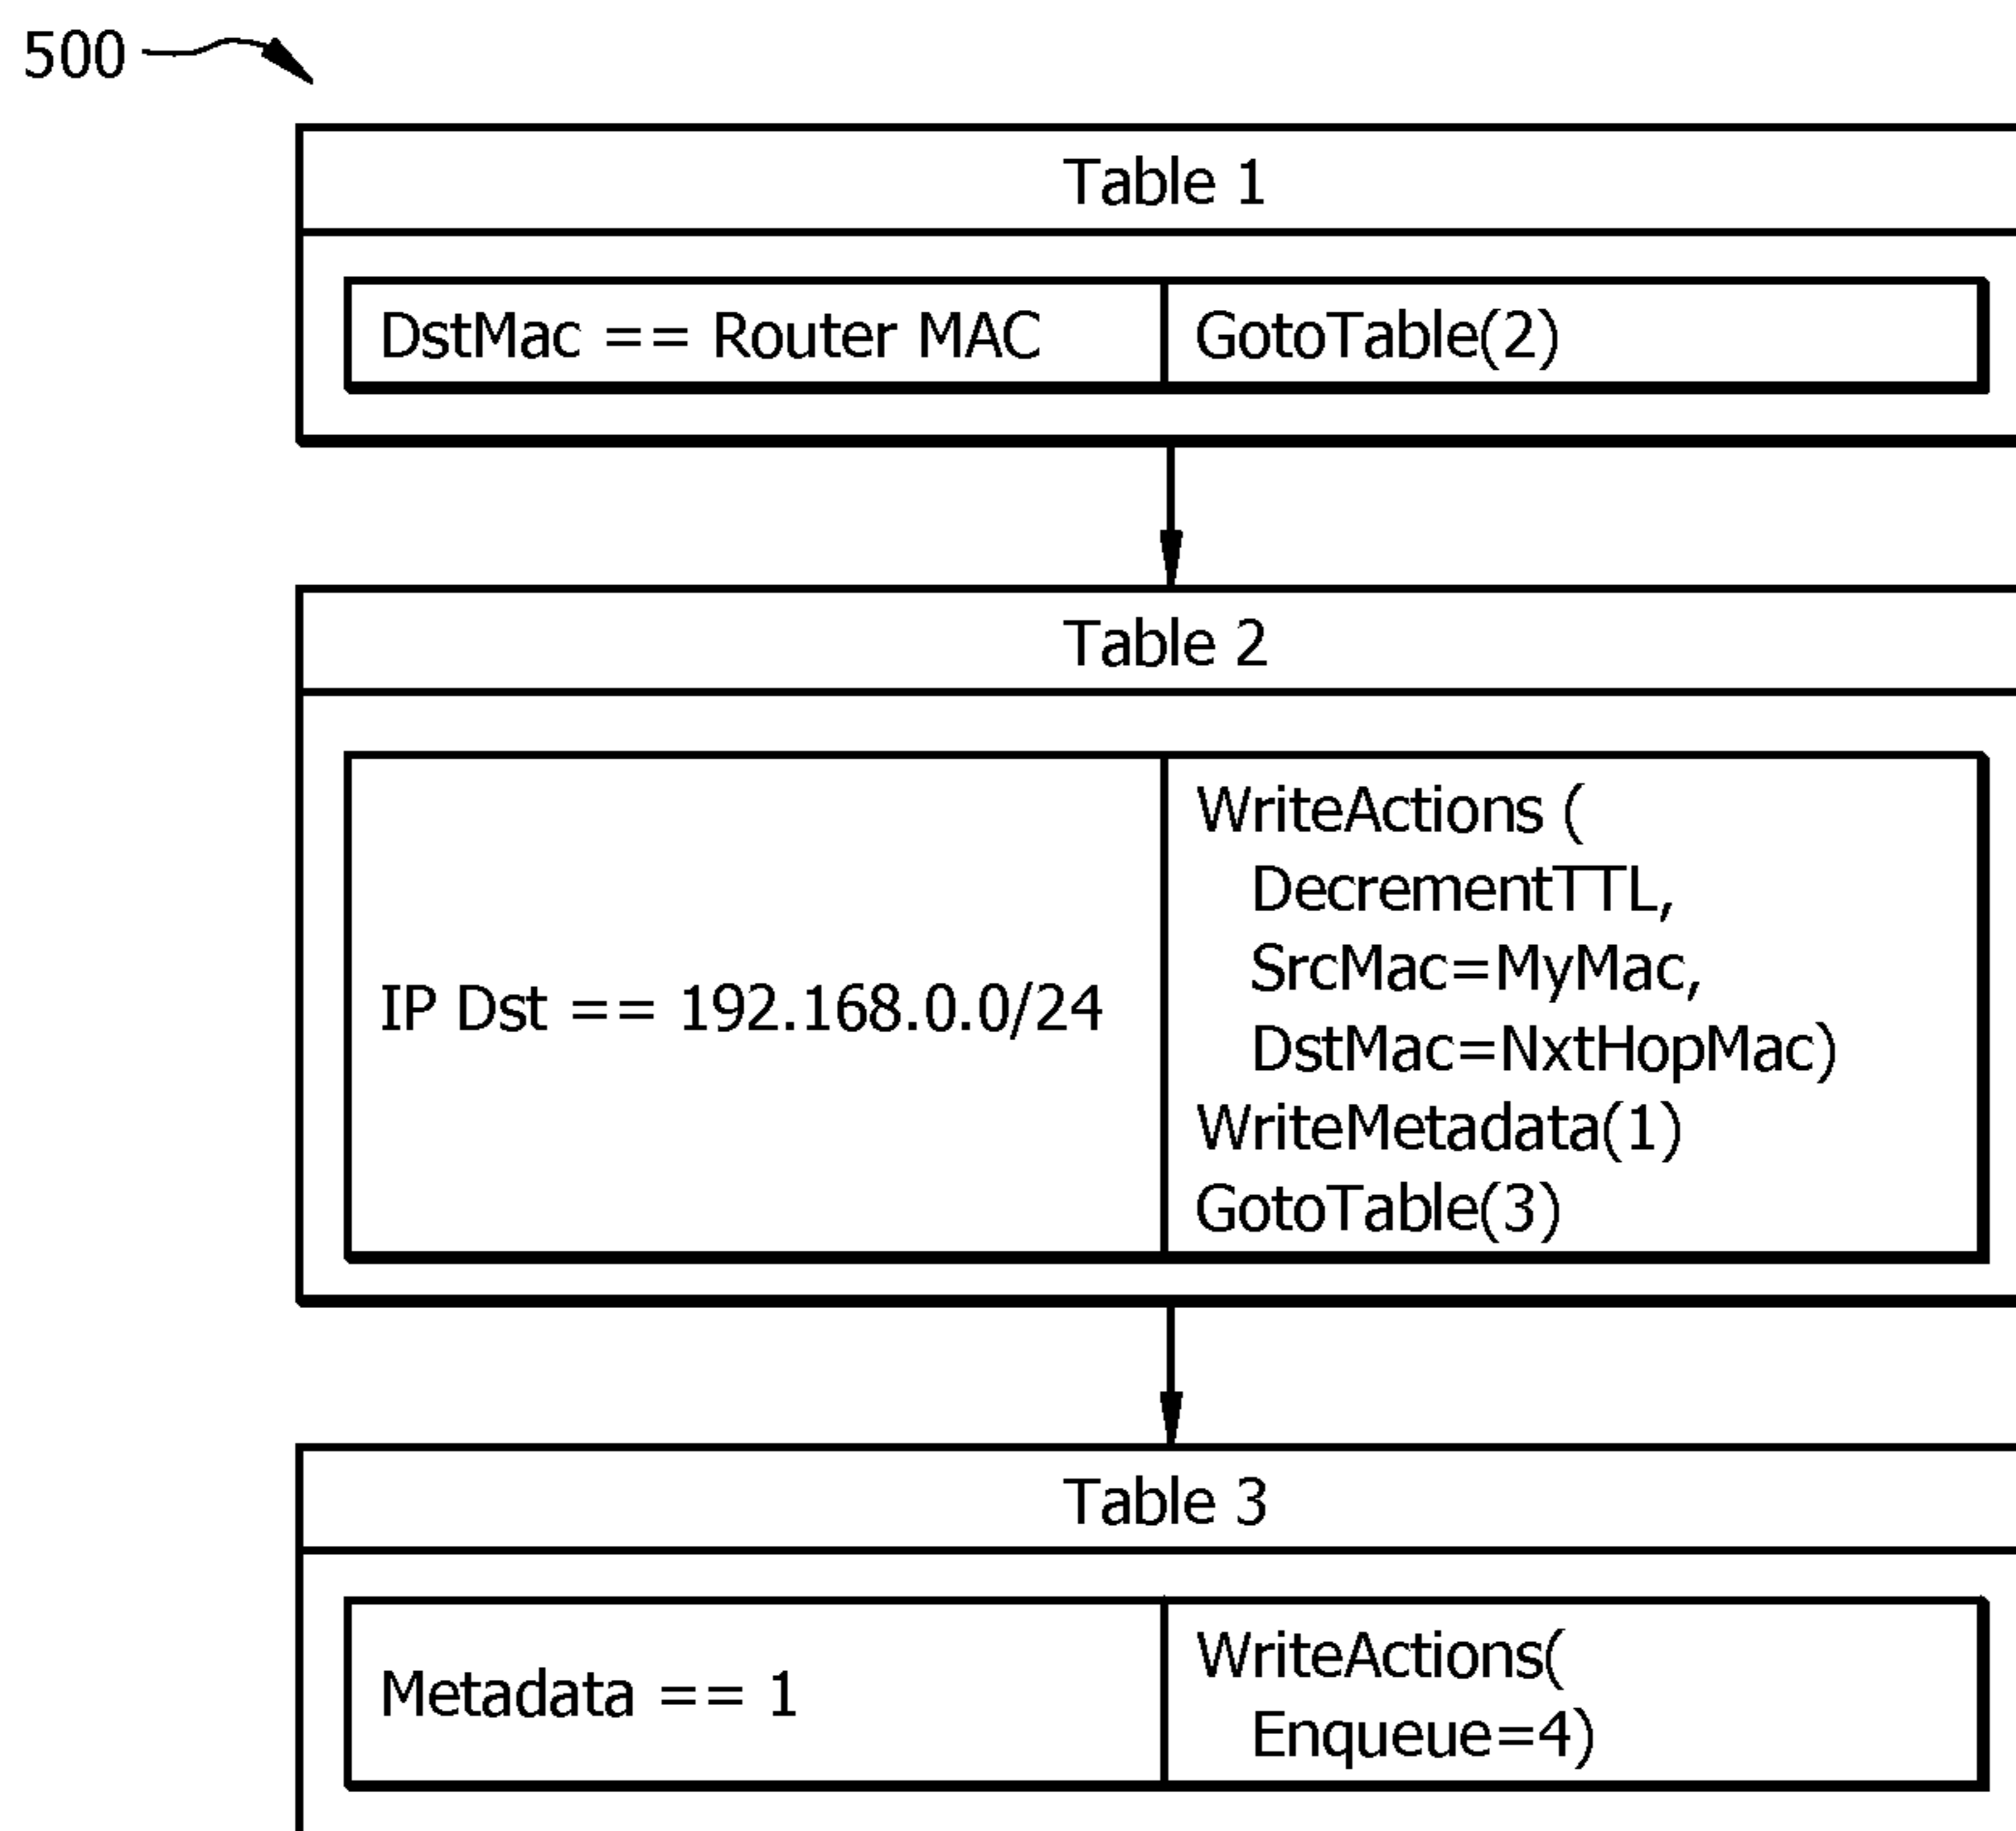 500
Table 1
DstMac == Router MAC
GotoTable(2)
Table 2
IP Dst == 192.168.0.0/24
WriteActions (
DecrementTTL,
SrcMac=MyMac,
DstMac=NxtHopMac)
WriteMetadata(1)
GotoTable(3)
Table 3
Metadata == 1
WriteActions(
Enqueue=4)